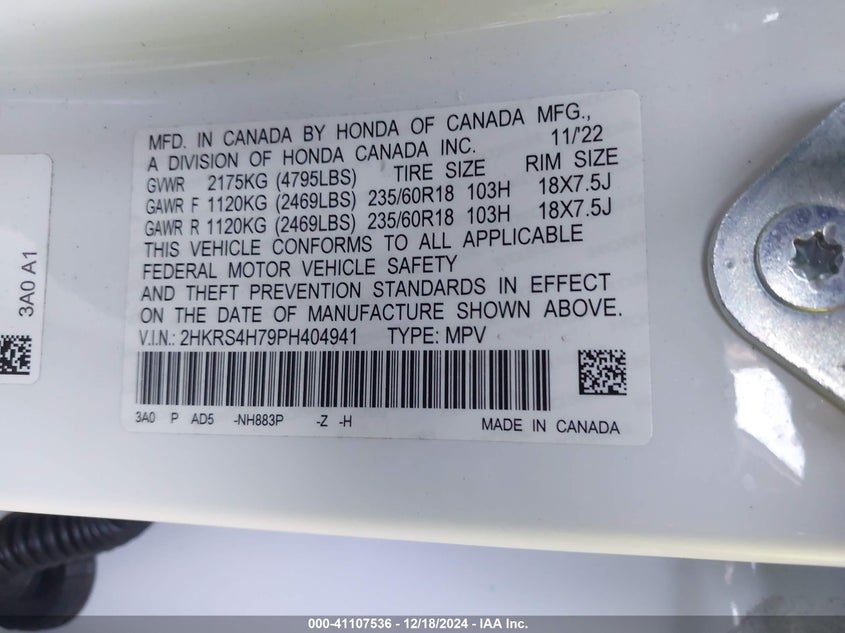 MFD. IN CANADA BY HONDA OF CANADA MFG.,
A DIVISION OF HONDA CANADA INC. 11/'22
GVWR 2175KG (4795LBS) TIRE SIZE RIM SIZE
GAWR F 1120KG (2469LBS) 235/60R18 103H 18X7.5J
GAWR R 1120KG (2469LBS) 235/60R18 103H 18X7.5J
THIS VEHICLE CONFORMS TO ALL APPLICABLE
FEDERAL MOTOR VEHICLE SAFETY
AND THEFT PREVENTION STANDARDS IN EFFECT
ON THE DATE OF MANUFACTURE SHOWN ABOVE.
V.I.N.: 2HKRS4H79PH404941 TYPE: MPV
3A0 P AD5 -NH883P -Z -H MADE IN CANADA
3A0 A1
000-41107536 - 12/18/2024 - IAA Inc.